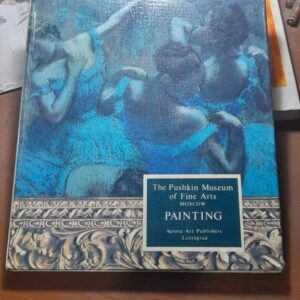 The Pushkin Museum
of Fine Arts
MOSCOW
PAINTING
Aurora Art Publishers
Leningrad